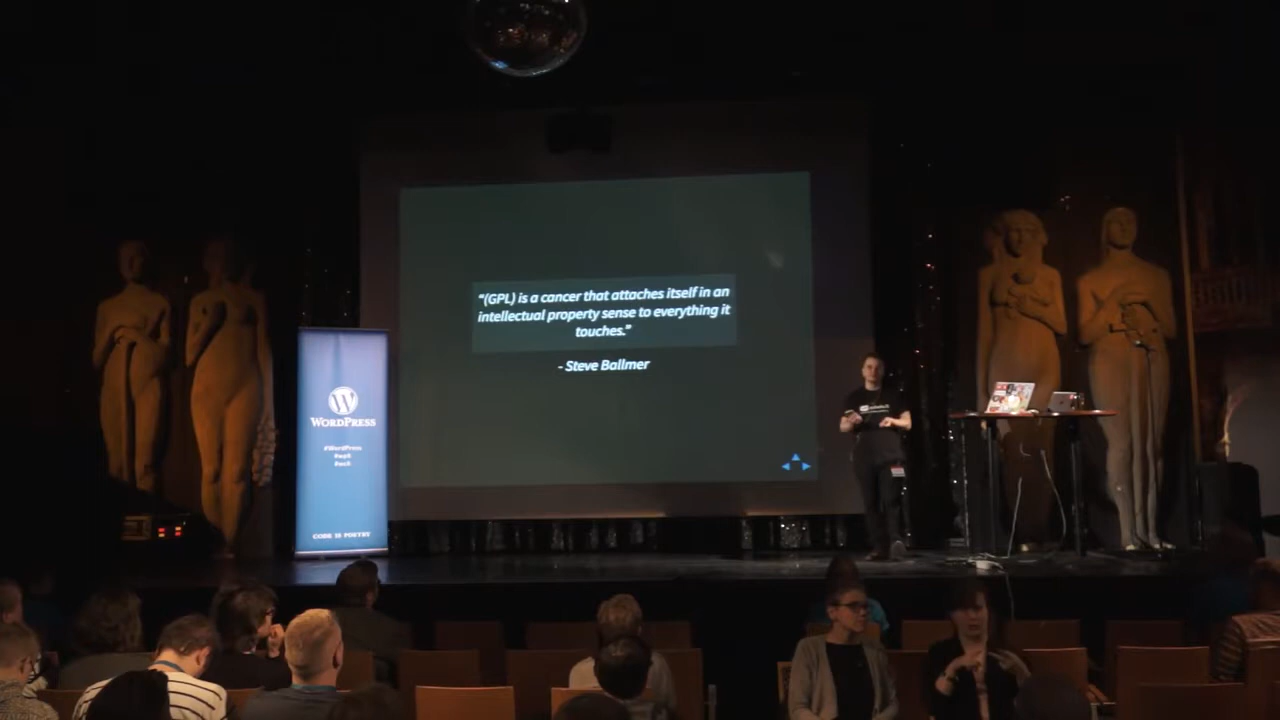 “(GPL) is a cancer that attaches itself in an
intellectual property sense to everything it
touches.”
- Steve Ballmer
WORDPRESS
#WordPress
CODE IS POETRY